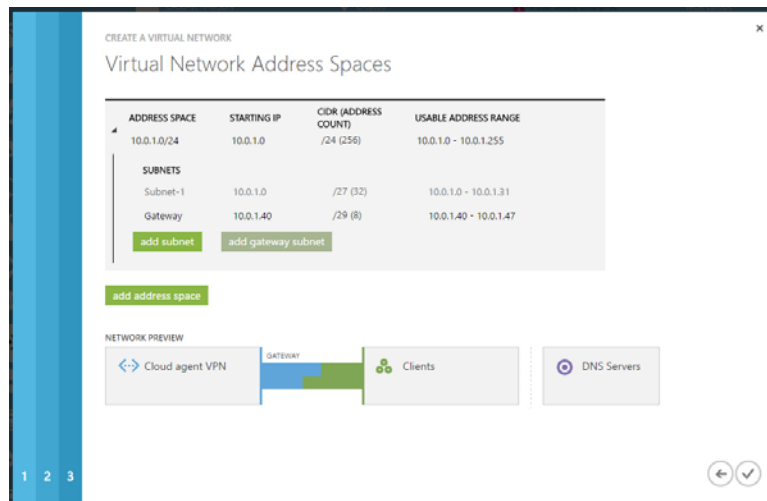 CREATE A VIRTUAL NETWORK
Virtual Network Address Spaces
ADDRESS SPACE STARTING IP CIDR (ADDRESS COUNT) USABLE ADDRESS RANGE
10.0.1.0/24 10.0.1.0 /24 (256) 10.0.1.0 - 10.0.1.255
SUBNETS
Subnet-1 10.0.1.0 /27 (32) 10.0.1.0 - 10.0.1.31
Gateway 10.0.1.40 /29 (8) 10.0.1.40 - 10.0.1.47
add subnet add gateway subnet
add address space
NETWORK PREVIEW
GATEWAY
Cloud agent VPN Clients DNS Servers
1 2 3